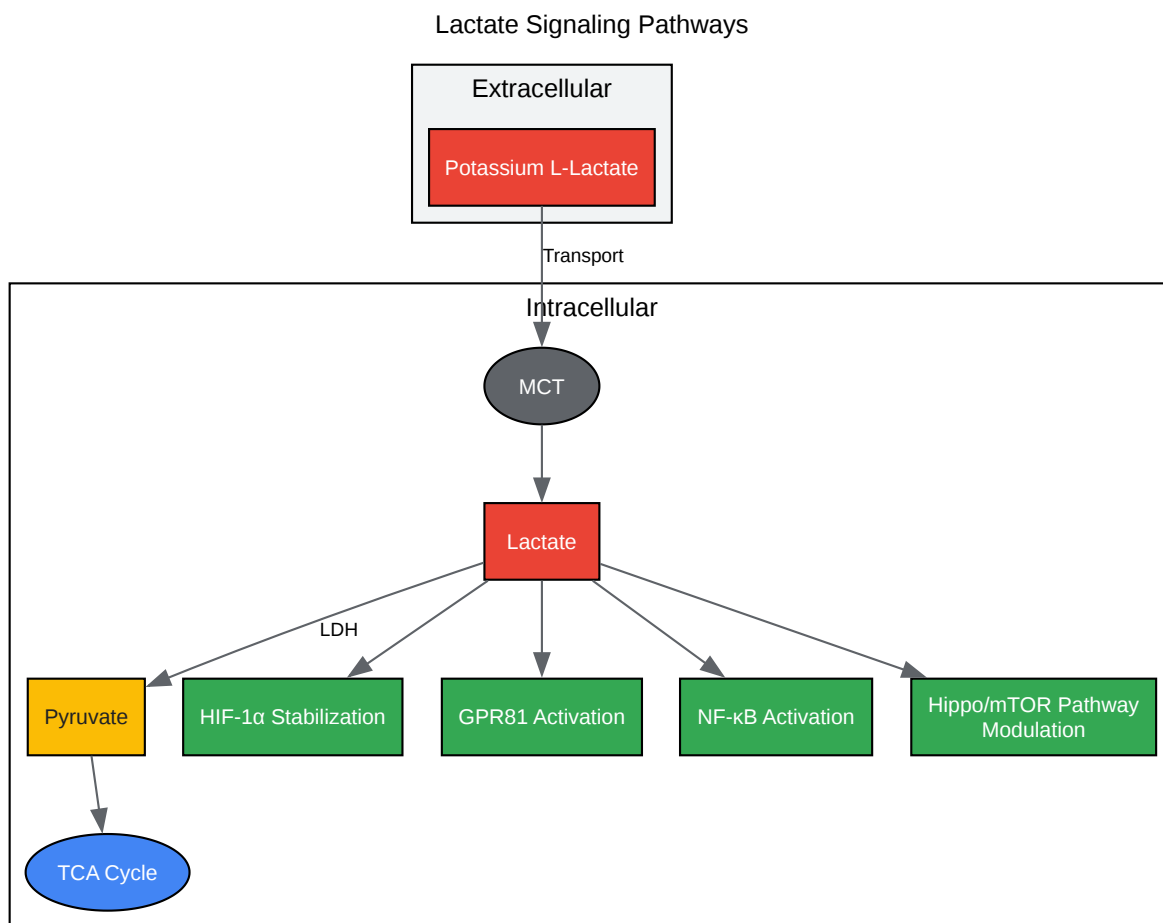 Lactate Signaling Pathways
Extracellular
Potassium L-Lactate
Transport
Intracellular
MCT
Lactate
LDH
Pyruvate
HIF-1α Stabilization
GPR81 Activation
NF-κB Activation
Hippo/mTOR Pathway
Modulation
TCA Cycle